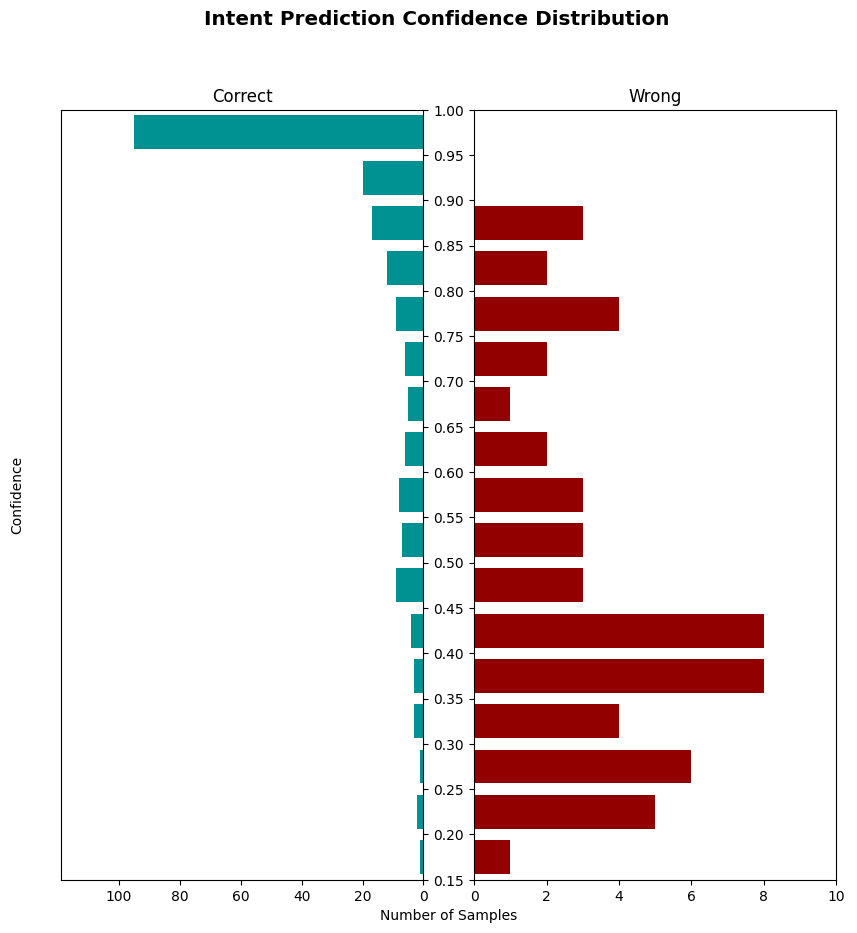 Intent Prediction Confidence Distribution
Correct
Wrong
1.00
0.95
0.90
0.85
0.80
0.75
0.70
0.65
0.60
0.55
0.50
0.45
0.40
0.35
0.30
0.25
0.20
0.15
Confidence
100 80 60 40 20 0
0 2 4 6 8 10
Number of Samples